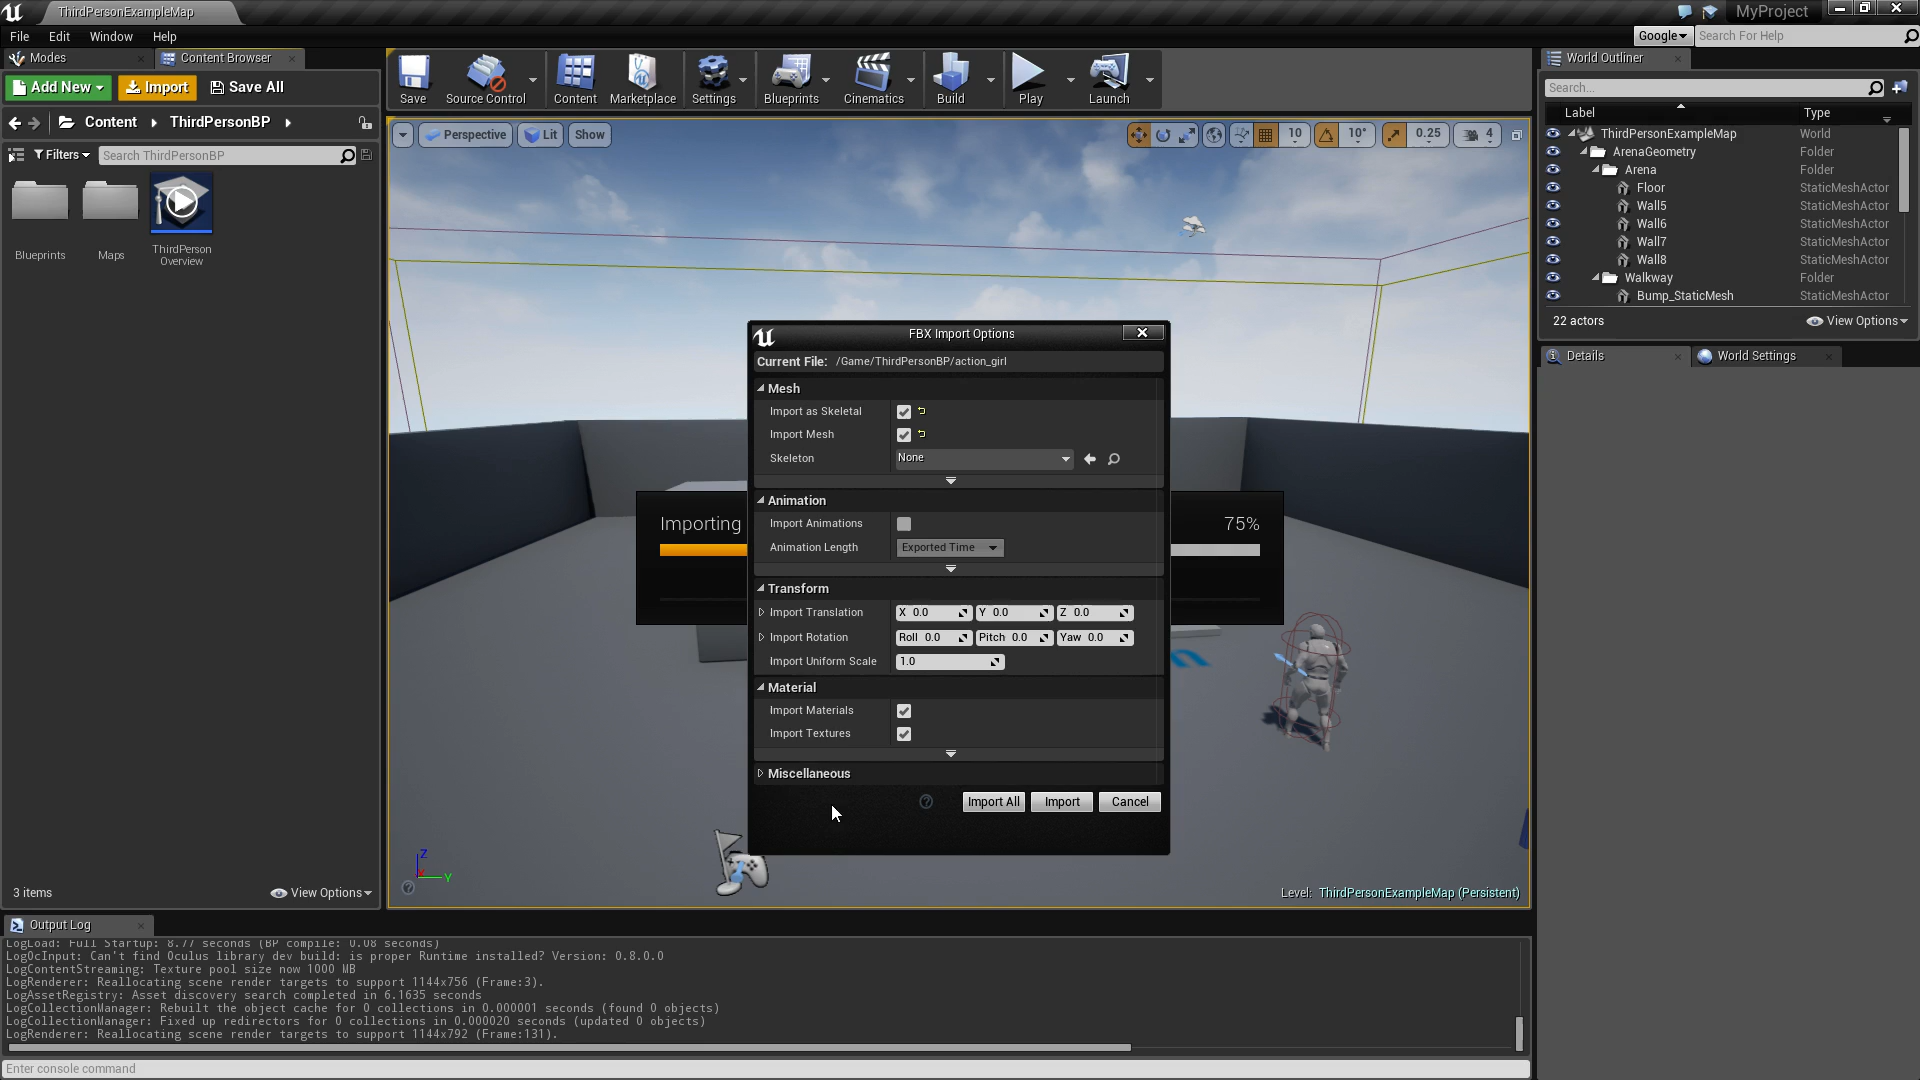 ThirdPersonExampleMap
MyProject
File Edit Window Help
Google
Search For Help
Modes
Content Browser
Add New
Import
Save All
Content
ThirdPersonBP
Filters
Search ThirdPersonBP
Blueprints
Maps
ThirdPerson
Overview
3 items
View Options
Save
Source Control
Content
Marketplace
Settings
Blueprints
Cinematics
Build
Play
Launch
Perspective
Lit
Show
10
10°
0.25
4
Importing
75%
FBX Import Options
Current File: /Game/ThirdPersonBP/action_girl
Mesh
Import as Skeletal
Import Mesh
Skeleton None
Animation
Import Animations
Animation Length Exported Time
Transform
Import Translation X 0.0 Y 0.0 Z 0.0
Import Rotation Roll 0.0 Pitch 0.0 Yaw 0.0
Import Uniform Scale 1.0
Material
Import Materials
Import Textures
Miscellaneous
?
Import All
Import
Cancel
Z
X
Y
?
Level: ThirdPersonExampleMap (Persistent)
World Outliner
Search...
Label Type
ThirdPersonExampleMap World
ArenaGeometry Folder
Arena Folder
Floor StaticMeshActor
Wall5 StaticMeshActor
Wall6 StaticMeshActor
Wall7 StaticMeshActor
Wall8 StaticMeshActor
Walkway Folder
Bump_StaticMesh StaticMeshActor
22 actors
View Options
Details
World Settings
Output Log
LogLoad: Full Startup: 8.77 seconds (BP compile: 0.08 seconds)
LogOcInput: Can't find Oculus library dev build: is proper Runtime installed? Version: 0.8.0.0
LogContentStreaming: Texture pool size now 1000 MB
LogRenderer: Reallocating scene render targets to support 1144x756 (Frame:3).
LogAssetRegistry: Asset discovery search completed in 6.1635 seconds
LogCollectionManager: Rebuilt the object cache for 0 collections in 0.000001 seconds (found 0 objects)
LogCollectionManager: Fixed up redirectors for 0 collections in 0.000020 seconds (updated 0 objects)
LogRenderer: Reallocating scene render targets to support 1144x792 (Frame:131).
Enter console command